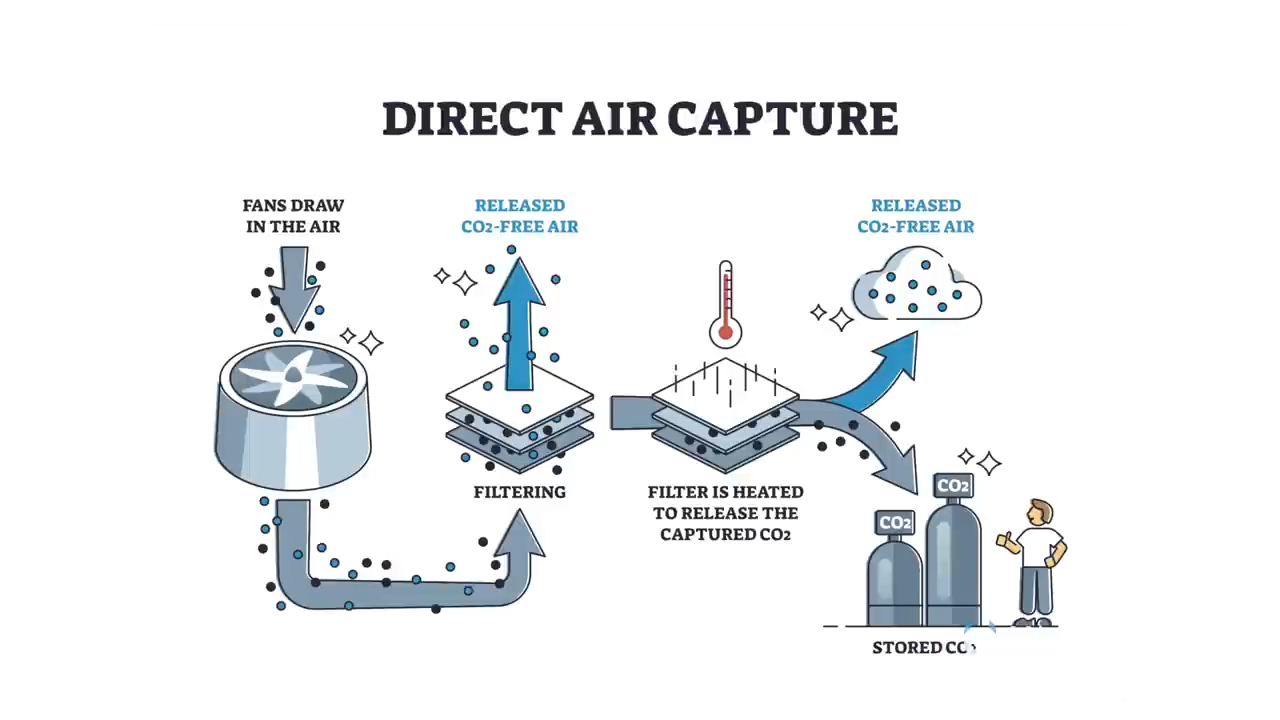 DIRECT AIR CAPTURE
FANS DRAW
IN THE AIR
RELEASED
CO2-FREE AIR
RELEASED
CO2-FREE AIR
FILTERING
FILTER IS HEATED
TO RELEASE THE
CAPTURED CO2
CO2
CO2
STORED CO2